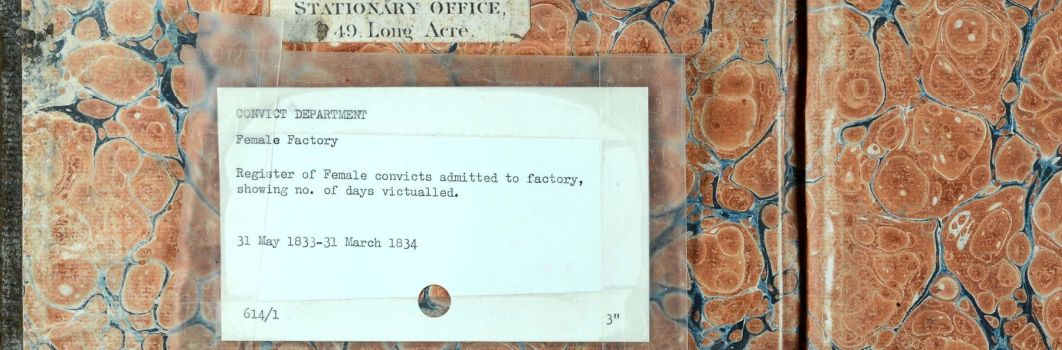 STATIONARY OFFICE,
49. Long Acre.
CONVICT DEPARTMENT
Female Factory
Register of Female convicts admitted to factory,
showing no. of days victualled.
31 May 1833-31 March 1834
614/1
3"